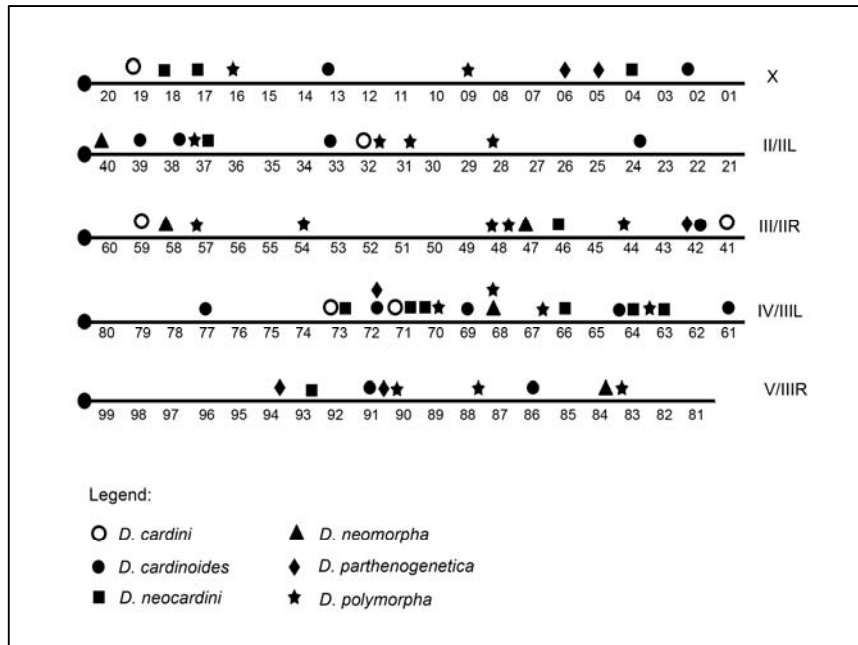 X
20 19 18 17 16 15 14 13 12 11 10 09 08 07 06 05 04 03 02 01
II/IIL
40 39 38 37 36 35 34 33 32 31 30 29 28 27 26 25 24 23 22 21
III/IIR
60 59 58 57 56 55 54 53 52 51 50 49 48 47 46 45 44 43 42 41
IV/IIIL
80 79 78 77 76 75 74 73 72 71 70 69 68 67 66 65 64 63 62 61
V/IIIR
99 98 97 96 95 94 93 92 91 90 89 88 87 86 85 84 83 82 81
Legend:
D. cardini
D. neomorpha
D. cardinoides
D. parthenogenetica
D. neocardini
D. polymorpha